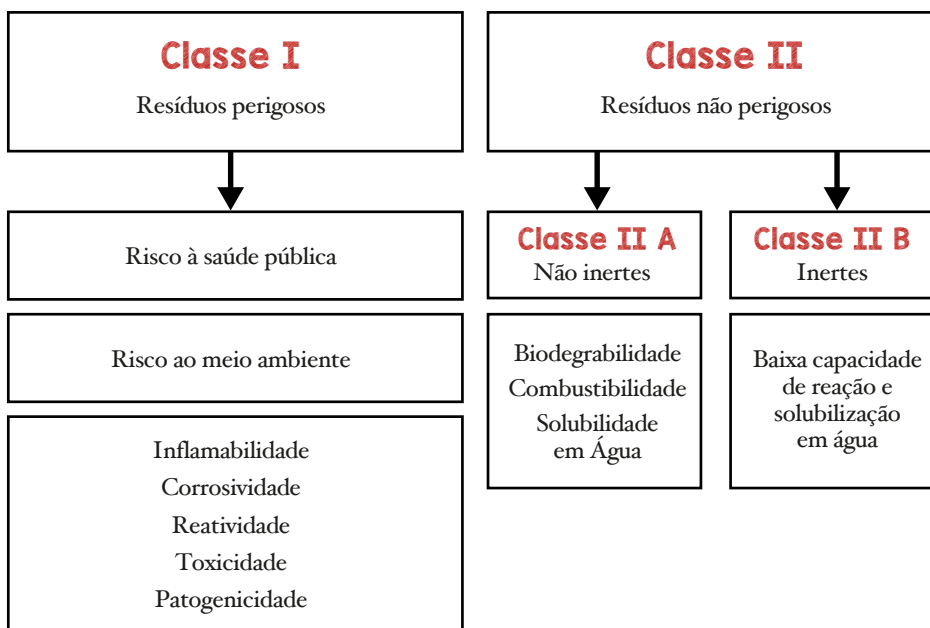 Classe I
Resíduos perigosos
Risco à saúde pública
Risco ao meio ambiente
Inflamabilidade
Corrosividade
Reatividade
Toxicidade
Patogenicidade
Classe II
Resíduos não perigosos
Classe II A
Não inertes
Biodegrabilidade
Combustibilidade
Solubilidade
em Água
Classe II B
Inertes
Baixa capacidade
de reação e
solubilização
em água